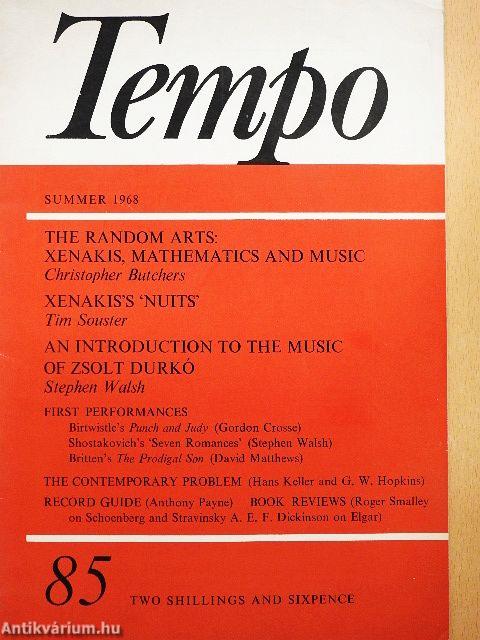 Tempo
SUMMER 1968
THE RANDOM ARTS:
XENAKIS, MATHEMATICS AND MUSIC
Christopher Butchers
XENAKIS'S 'NUITS'
Tim Souster
AN INTRODUCTION TO THE MUSIC
OF ZSOLT DURKÓ
Stephen Walsh
FIRST PERFORMANCES
Birtwistle's Punch and Judy (Gordon Crosse)
Shostakovich's 'Seven Romances' (Stephen Walsh)
Britten's The Prodigal Son (David Matthews)
THE CONTEMPORARY PROBLEM (Hans Keller and G. W. Hopkins)
RECORD GUIDE (Anthony Payne) BOOK REVIEWS (Roger Smalley
on Schoenberg and Stravinsky A. E. F. Dickinson on Elgar)
85 TWO SHILLINGS AND SIXPENCE
Antikvárium.hu